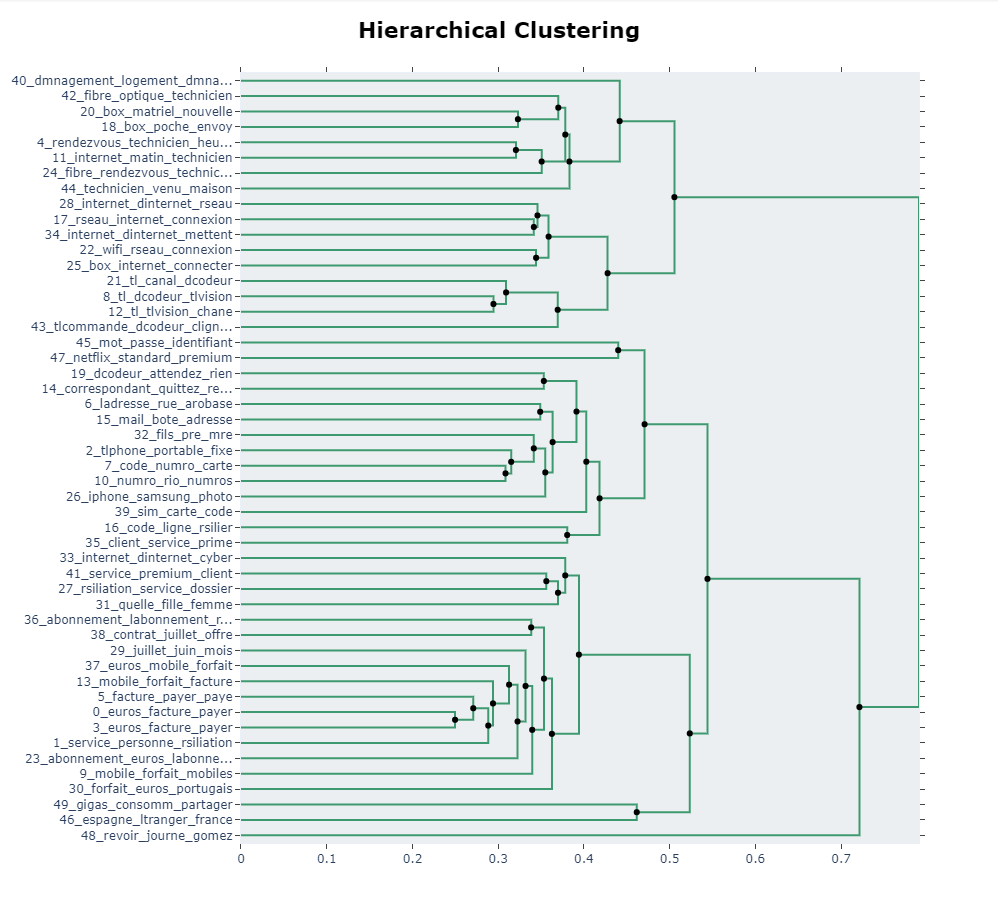 Hierarchical Clustering
40_dmnagement_logement_dmna...
42_fibre_optique_technicien
20_box_matriel_nouvelle
18_box_poche_envoy
4_rendezvous_technicien_heu...
11_internet_matin_technicien
24_fibre_rendezvous_technic...
44_technicien_venu_maison
28_internet_dinternet_rseau
17_rseau_internet_connexion
34_internet_dinternet_mettent
22_wifi_rseau_connexion
25_box_internet_connecter
21_tl_canal_dcodeur
8_tl_dcodeur_tlvision
12_tl_tlvision_chane
43_tlcommande_dcodeur_clign...
45_mot_passe_identifiant
47_netflix_standard_premium
19_dcodeur_attendez_rien
14_correspondant_quittez_re...
6_ladresse_rue_arobase
15_mail_bote_adresse
32_fils_pre_mre
2_tlphone_portable_fixe
7_code_numro_carte
10_numro_rio_numros
26_iphone_samsung_photo
39_sim_carte_code
16_code_ligne_rsilier
35_client_service_prime
33_internet_dinternet_cyber
41_service_premium_client
27_rsiliation_service_dossier
31_quelle_fille_femme
36_abonnement_labonnement_r...
38_contrat_juillet_offre
29_juillet_juin_mois
37_euros_mobile_forfait
13_mobile_forfait_facture
5_facture_payer_paye
0_euros_facture_payer
3_euros_facture_payer
1_service_personne_rsiliation
23_abonnement_euros_labonne...
9_mobile_forfait_mobiles
30_forfait_euros_portugais
49_gigas_consomm_partager
46_espagne_ltranger_france
48_revoir_journe_gomez
0 0.1 0.2 0.3 0.4 0.5 0.6 0.7